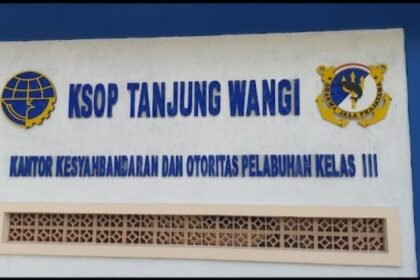 KSOP TANJUNG WANGI
KANTOR KESYAHBANDARAN DAN OTORITAS PELABUHAN KELAS III